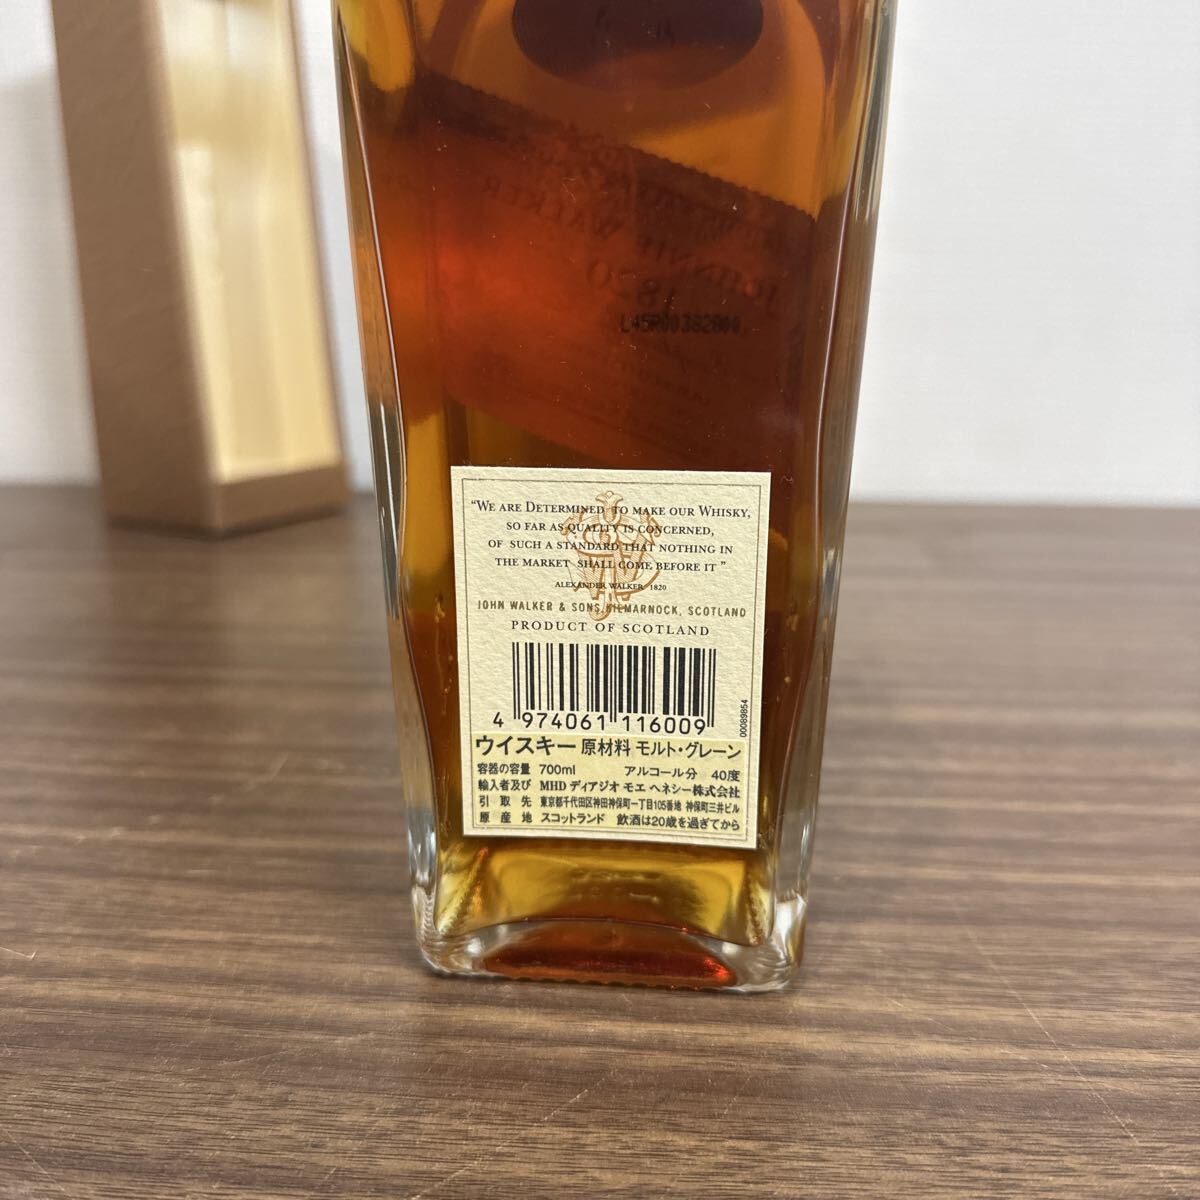 JOHNNIE WALKER
1820
L45R00382800
“WE ARE DETERMINED TO MAKE OUR WHISKY,
SO FAR AS QUALITY IS CONCERNED,
OF SUCH A STANDARD THAT NOTHING IN
THE MARKET SHALL COME BEFORE IT ”
ALEXANDER WALKER 1820
JOHN WALKER & SONS, KILMARNOCK, SCOTLAND
PRODUCT OF SCOTLAND
4 974061 116009
00089854
ウイスキー 原材料 モルト・グレーン
容器の容量 700ml アルコール分 40度
輸入者及び MHD ディアジオ モエ ヘネシー株式会社
引取先 東京都千代田区神田神保町一丁目105番地 神保町三井ビル
原産地 スコットランド 飲酒は20歳を過ぎてから